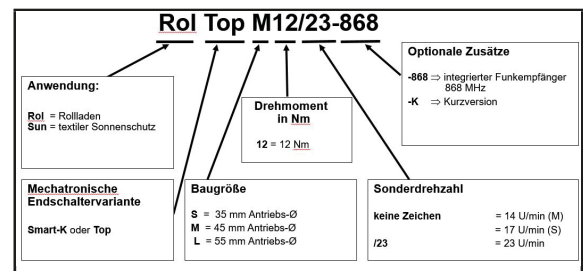 Rol Top M12/23-868
Optionale Zusätze
-868 ⇒ integrierter Funkempfänger
868 MHz
-K ⇒ Kurzversion
Anwendung:
Rol = Rollladen
Sun = textiler Sonnenschutz
Drehmoment
in Nm
12 = 12 Nm
Mechatronische
Endschaltervariante
Smart-K oder Top
Baugröße
S = 35 mm Antriebs-Ø
M = 45 mm Antriebs-Ø
L = 55 mm Antriebs-Ø
Sonderdrehzahl
keine Zeichen = 14 U/min (M)
= 17 U/min (S)
/23 = 23 U/min